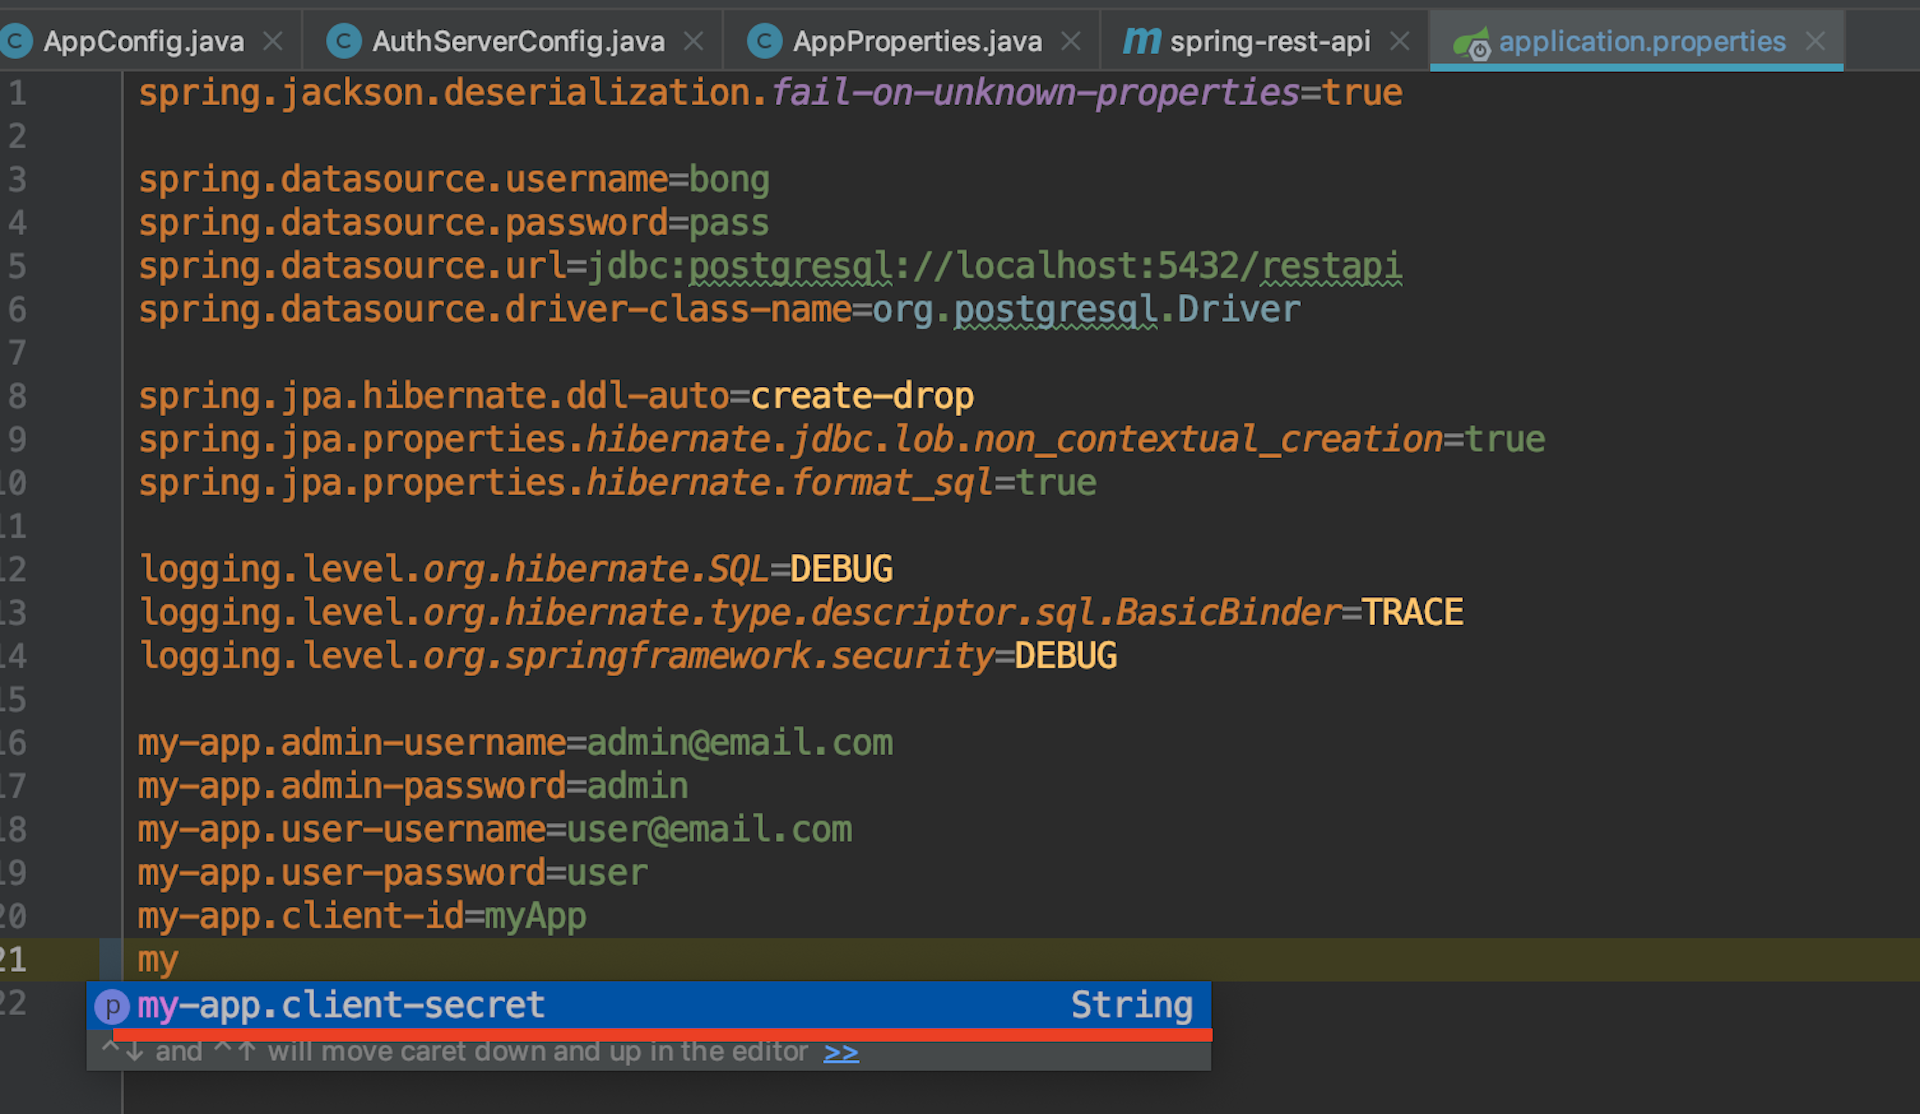 AppConfig.java
AuthServerConfig.java
AppProperties.java
spring-rest-api
application.properties
1 spring.jackson.deserialization.fail-on-unknown-properties=true
2
3 spring.datasource.username=bong
4 spring.datasource.password=pass
5 spring.datasource.url=jdbc:postgresql://localhost:5432/restapi
6 spring.datasource.driver-class-name=org.postgresql.Driver
7
8 spring.jpa.hibernate.ddl-auto=create-drop
9 spring.jpa.properties.hibernate.jdbc.lob.non_contextual_creation=true
10 spring.jpa.properties.hibernate.format_sql=true
11
12 logging.level.org.hibernate.SQL=DEBUG
13 logging.level.org.hibernate.type.descriptor.sql.BasicBinder=TRACE
14 logging.level.org.springframework.security=DEBUG
15
16 my-app.admin-username=admin@email.com
17 my-app.admin-password=admin
18 my-app.user-username=user@email.com
19 my-app.user-password=user
20 my-app.client-id=myApp
21 my
22
p my-app.client-secret String
^↓ and ^↑ will move caret down and up in the editor >>